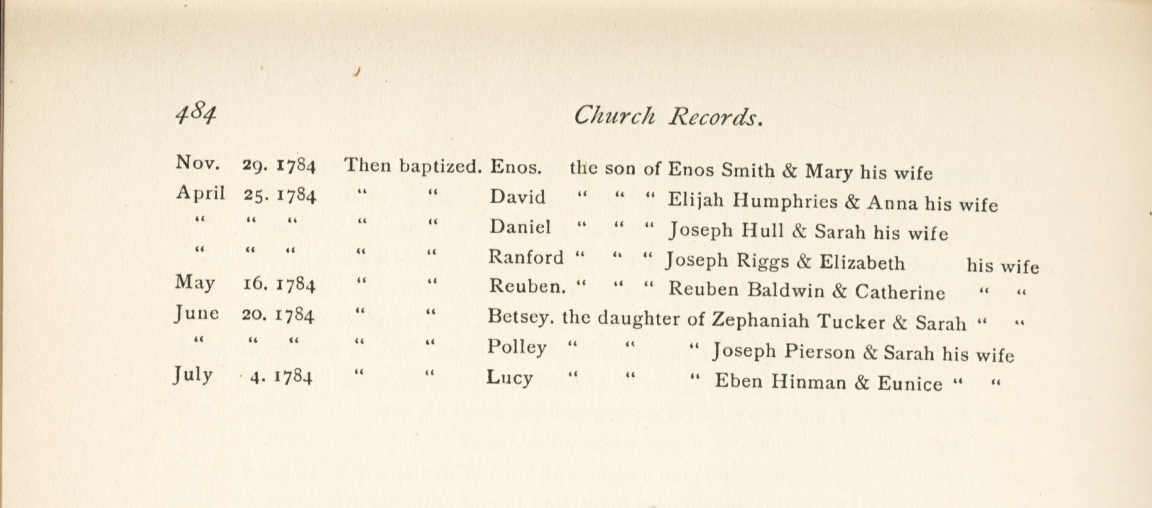 484 Church Records.
Nov. 29. 1784 Then baptized. Enos. the son of Enos Smith & Mary his wife
April 25. 1784 “ “ David “ “ “ Elijah Humphries & Anna his wife
“ “ “ “ “ Daniel “ “ “ Joseph Hull & Sarah his wife
“ “ “ “ “ Ranford “ “ “ Joseph Riggs & Elizabeth his wife
May 16. 1784 “ “ Reuben. “ “ “ Reuben Baldwin & Catherine “ “
June 20. 1784 “ “ Betsey. the daughter of Zephaniah Tucker & Sarah “ “
“ “ “ “ “ Polley “ “ “ Joseph Pierson & Sarah his wife
July 4. 1784 “ “ Lucy “ “ “ Eben Hinman & Eunice “ “